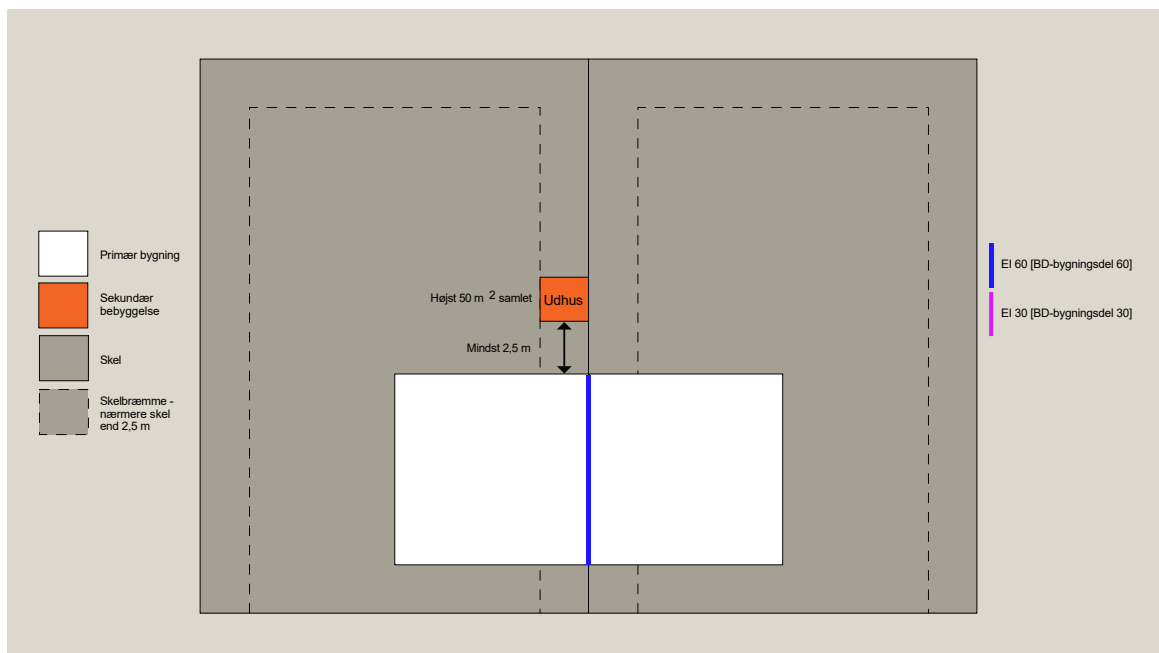 Primær bygning
Sekundær
bebyggelse
Skel
Skelbræmme -
nærmere skel
end 2,5 m
Højst 50 m 2 samlet
Udhus
Mindst 2,5 m
EI 60 [BD-bygningsdel 60]
EI 30 [BD-bygningsdel 30]